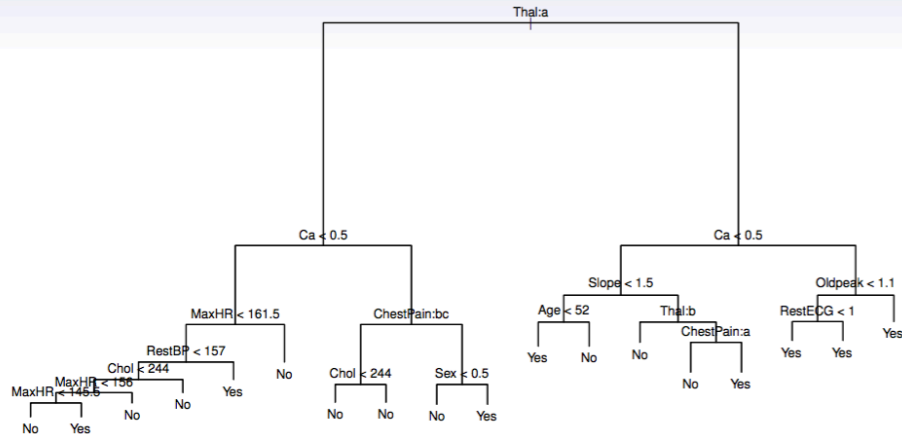 Thal:a
Ca < 0.5
Ca < 0.5
Slope < 1.5
Oldpeak < 1.1
MaxHR < 161.5
ChestPain:bc
Age < 52
Thal:b
RestECG < 1
ChestPain:a
Yes
RestBP < 157
Yes
No
No
Yes
Yes
Chol < 244
No
Chol < 244
Sex < 0.5
No
Yes
MaxHR < 156
Yes
MaxHR < 145.5
No
No
No
No
No
Yes
No
Yes